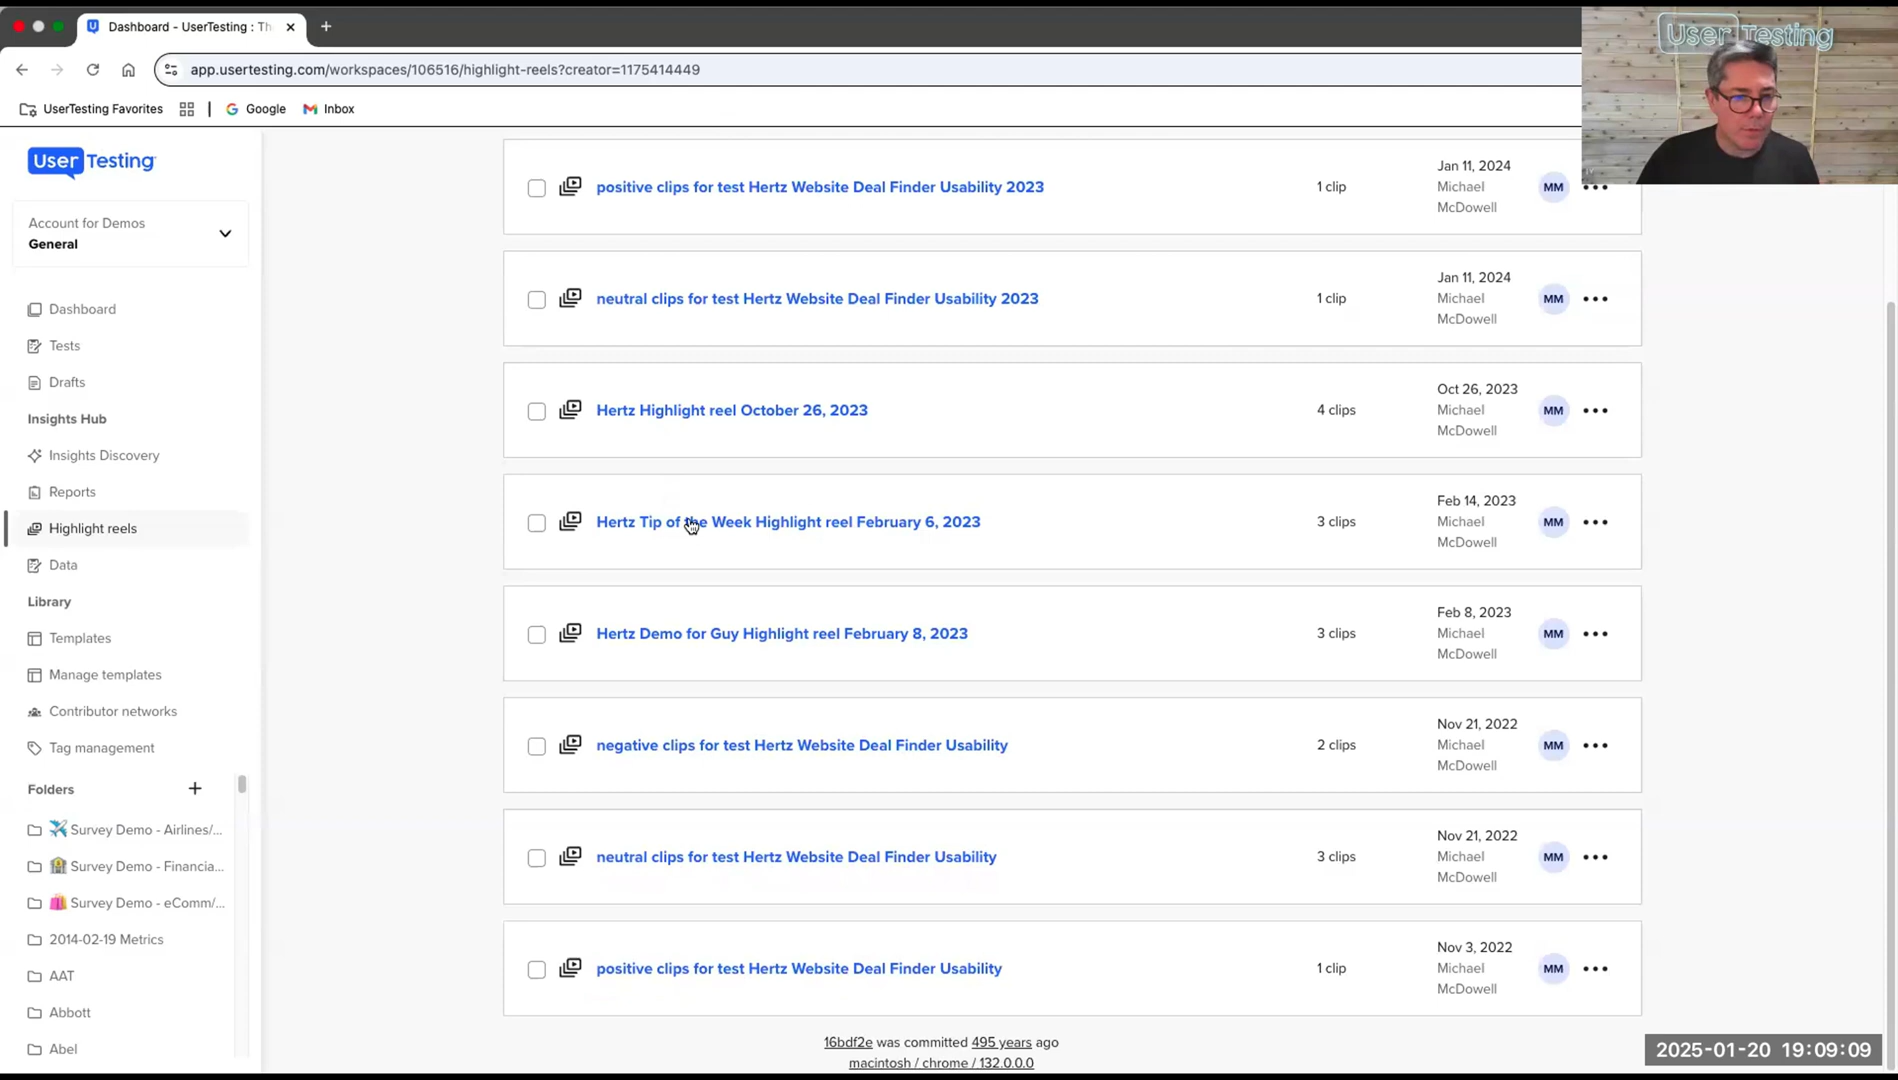 Dashboard - UserTesting : Th
app.usertesting.com/workspaces/106516/highlight-reels?creator=1175414449
UserTesting Favorites
Google
Inbox
UserTesting
UserTesting
Account for Demos
General
Dashboard
Tests
Drafts
Insights Hub
Insights Discovery
Reports
Highlight reels
Data
Library
Templates
Manage templates
Contributor networks
Tag management
Folders
Survey Demo - Airlines/...
Survey Demo - Financia...
Survey Demo - eComm/...
2014-02-19 Metrics
AAT
Abbott
Abel
positive clips for test Hertz Website Deal Finder Usability 2023
1 clip
Jan 11, 2024
Michael
McDowell
MM
neutral clips for test Hertz Website Deal Finder Usability 2023
1 clip
Jan 11, 2024
Michael
McDowell
MM
Hertz Highlight reel October 26, 2023
4 clips
Oct 26, 2023
Michael
McDowell
MM
Hertz Tip of the Week Highlight reel February 6, 2023
3 clips
Feb 14, 2023
Michael
McDowell
MM
Hertz Demo for Guy Highlight reel February 8, 2023
3 clips
Feb 8, 2023
Michael
McDowell
MM
negative clips for test Hertz Website Deal Finder Usability
2 clips
Nov 21, 2022
Michael
McDowell
MM
neutral clips for test Hertz Website Deal Finder Usability
3 clips
Nov 21, 2022
Michael
McDowell
MM
positive clips for test Hertz Website Deal Finder Usability
1 clip
Nov 3, 2022
Michael
McDowell
MM
16bdf2e was committed 495 years ago
macintosh / chrome / 132.0.0.0
2025-01-20 19:09:09